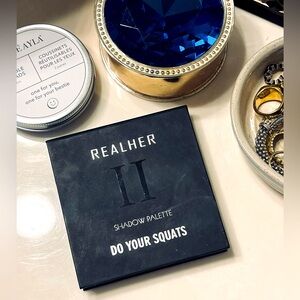 EAYLA
COUSSINETS
RÉUTILISABLES
POUR LES YEUX
one for you,
one for your bestie.
REALHER
II
SHADOW PALETTE
DO YOUR SQUATS